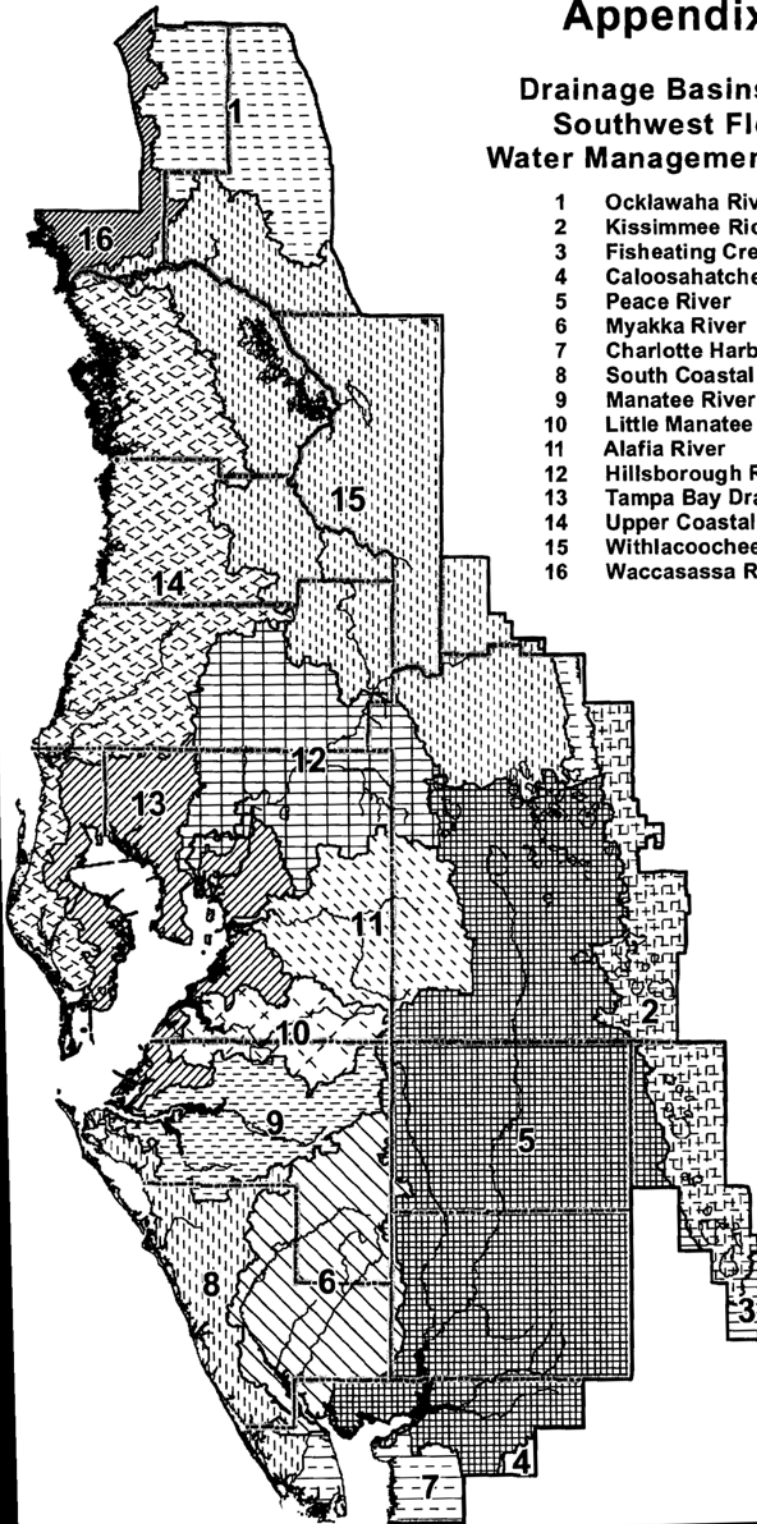 Appendix
Drainage Basins
Southwest Flo
Water Managemen
1 Ocklawaha Riv
2 Kissimmee Ric
3 Fisheating Cre
4 Caloosahatche
5 Peace River
6 Myakka River
7 Charlotte Harb
8 South Coastal
9 Manatee River
10 Little Manatee
11 Alafia River
12 Hillsborough R
13 Tampa Bay Dra
14 Upper Coastal
15 Withlacoochee
16 Waccasassa R
1
16
15
14
12
13
11
2
10
9
5
8
6
3
4
7